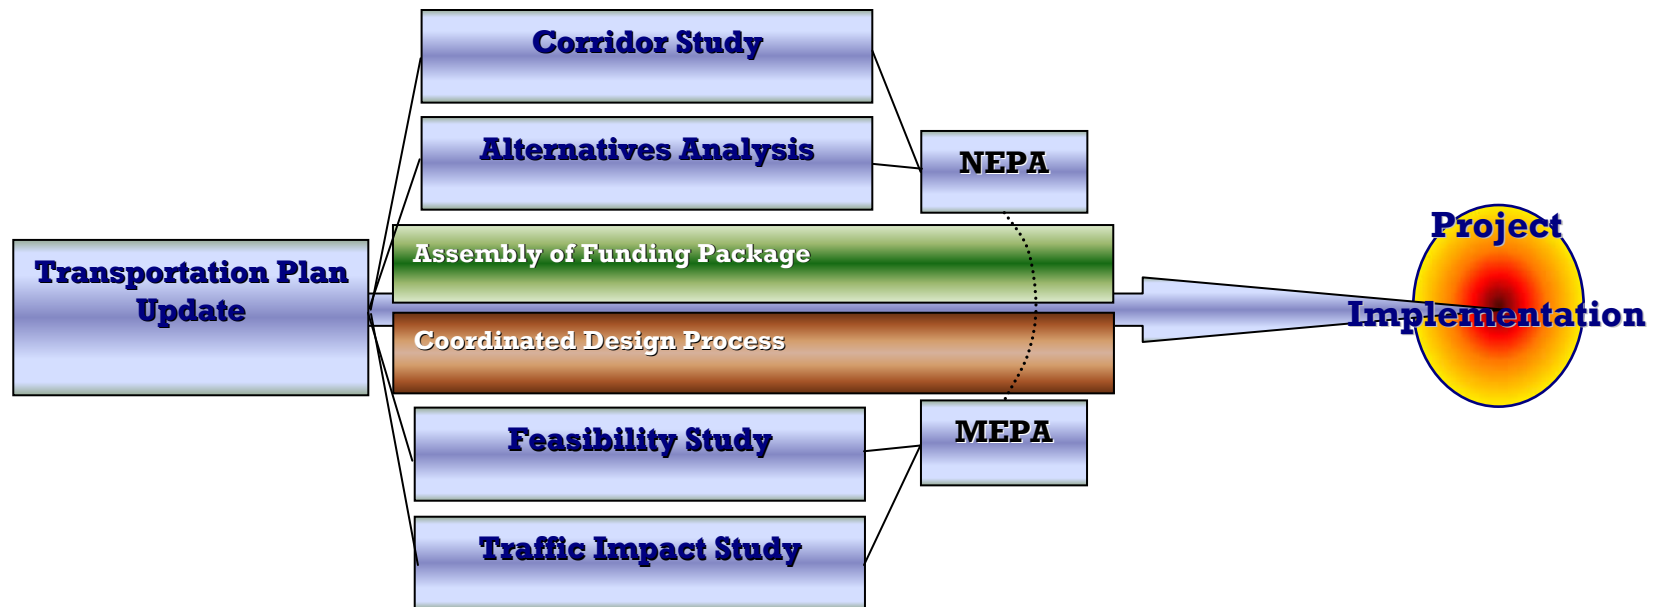 Corridor Study
Alternatives Analysis
NEPA
Transportation Plan
Update
Assembly of Funding Package
Coordinated Design Process
Project
Implementation
Feasibility Study
MEPA
Traffic Impact Study